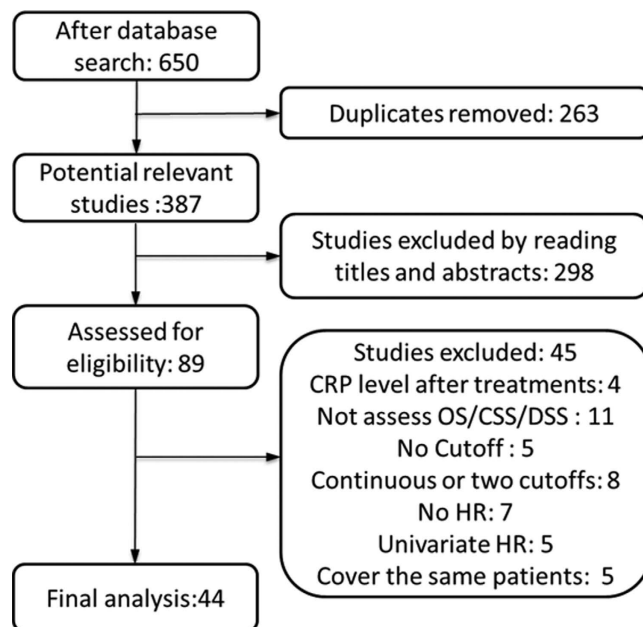 After database
search: 650
Duplicates removed: 263
Potential relevant
studies :387
Studies excluded by reading
titles and abstracts: 298
Assessed for
eligibility: 89
Studies excluded: 45
CRP level after treatments: 4
Not assess OS/CSS/DSS : 11
No Cutoff : 5
Continuous or two cutoffs: 8
No HR: 7
Univariate HR: 5
Cover the same patients: 5
Final analysis:44